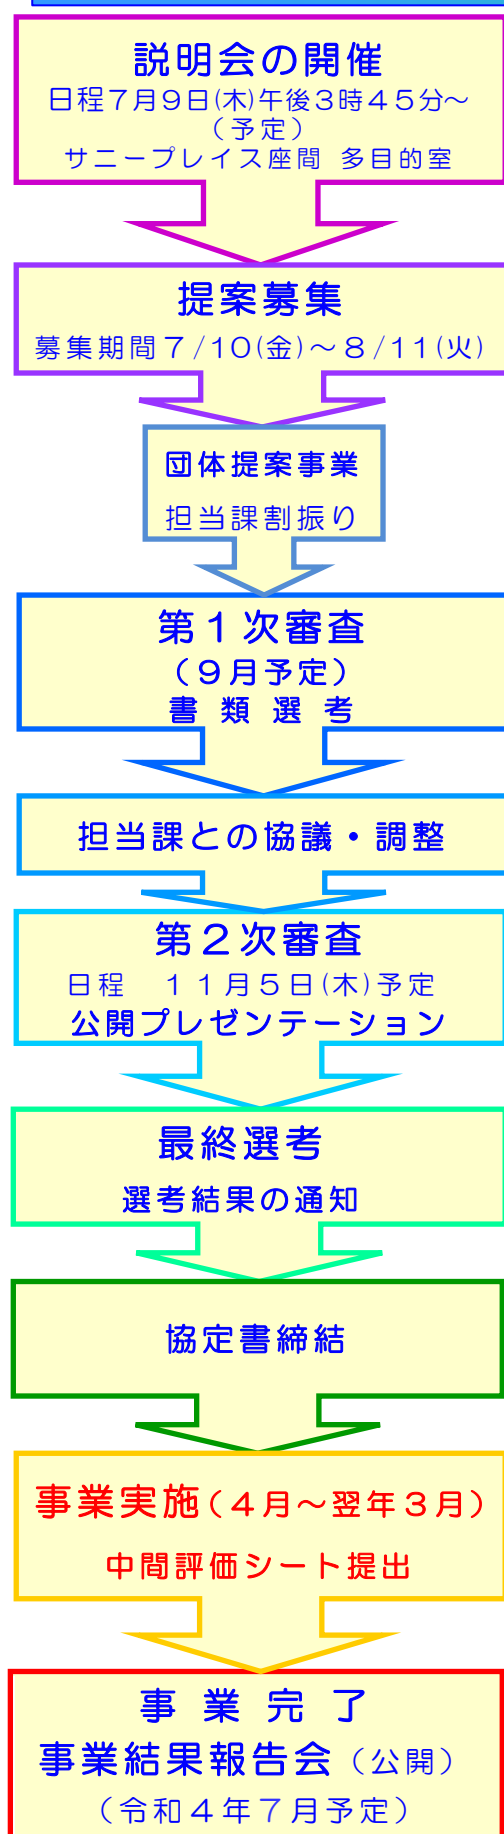 説明会の開催
日程７月９日(木)午後３時４５分～
（予定）
サニープレイス座間 多目的室
提案募集
募集期間７/10(金)～８/11(火)
団体提案事業
担当課割振り
第１次審査
（９月予定）
書 類 選 考
担当課との協議・調整
第２次審査
日程　１１月５日(木)予定
公開プレゼンテーション
最終選考
選考結果の通知
協定書締結
事業実施（４月～翌年３月）
中間評価シート提出
事 業 完 了
事業結果報告会（公開）
（令和４年７月予定）